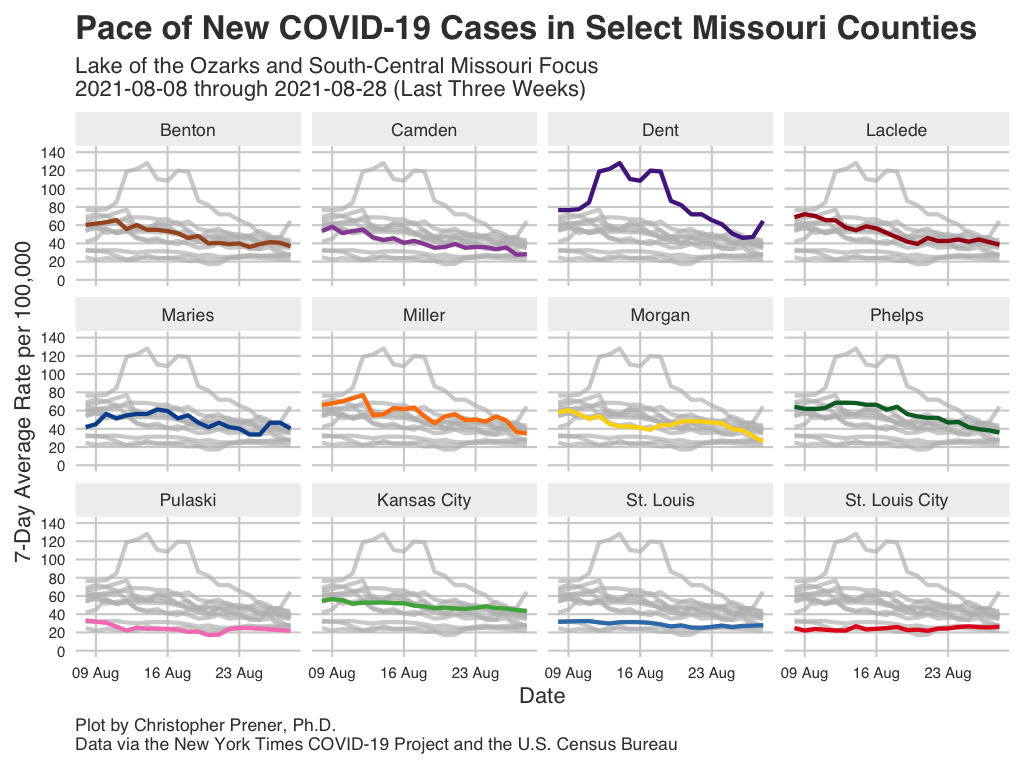 Pace of New COVID-19 Cases in Select Missouri Counties
Lake of the Ozarks and South-Central Missouri Focus
2021-08-08 through 2021-08-28 (Last Three Weeks)
7-Day Average Rate per 100,000
Benton Camden Dent Laclede
140
120
100
80
60
40
20
0
Maries Miller Morgan Phelps
140
120
100
80
60
40
20
0
Pulaski Kansas City St. Louis St. Louis City
140
120
100
80
60
40
20
0
09 Aug 16 Aug 23 Aug 09 Aug 16 Aug 23 Aug 09 Aug 16 Aug 23 Aug 09 Aug 16 Aug 23 Aug
Date
Plot by Christopher Prener, Ph.D.
Data via the New York Times COVID-19 Project and the U.S. Census Bureau